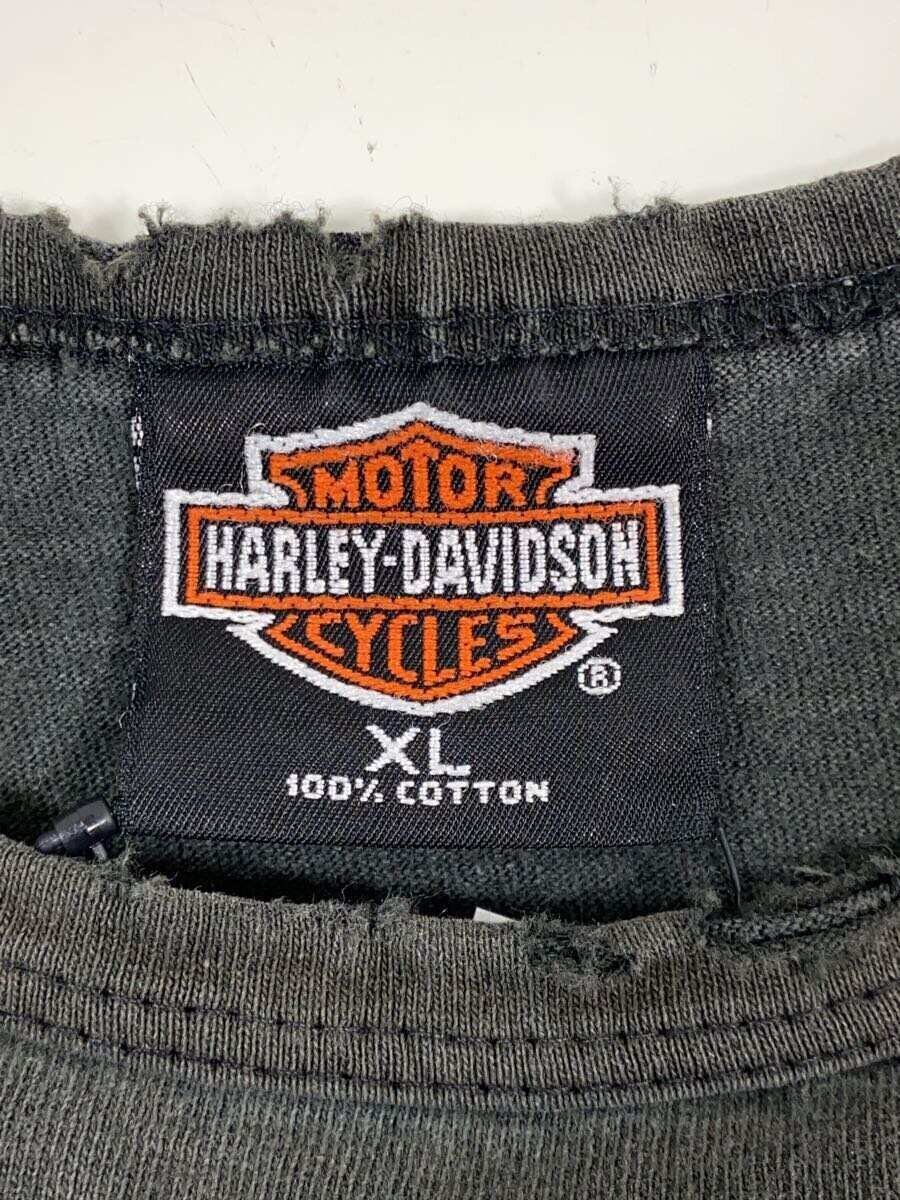 MOTOR
HARLEY-DAVIDSON
CYCLES
®
XL
100% COTTON